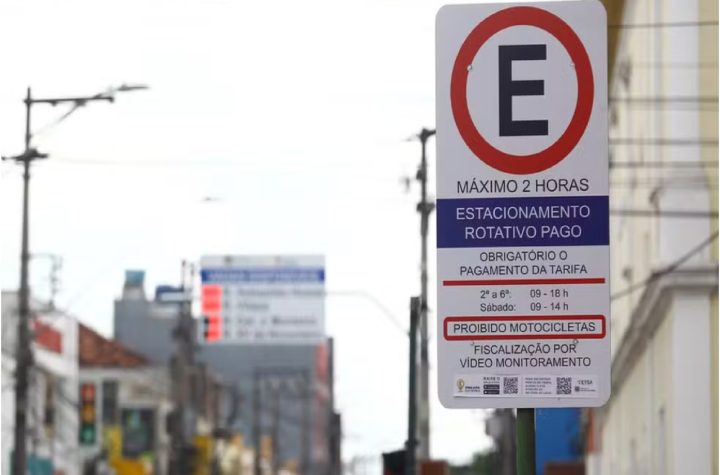 E
MÁXIMO 2 HORAS
ESTACIONAMENTO
ROTATIVO PAGO
OBRIGATÓRIO O
PAGAMENTO DA TARIFA
2ª a 6ª: 09 - 18 h
Sábado: 09 - 14 h
PROIBIDO MOTOCICLETAS
FISCALIZAÇÃO POR
VÍDEO MONITORAMENTO